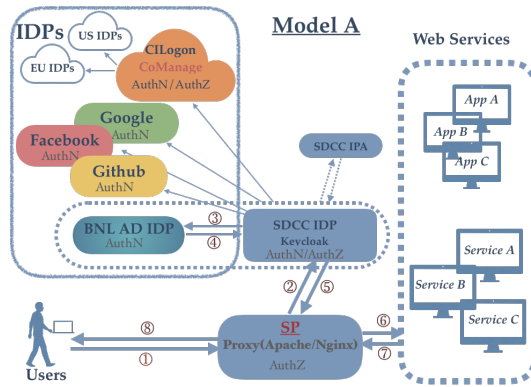 IDPs
Model A
US IDPs
EU IDPs
CILogon
CoManage
AuthN/AuthZ
Google
AuthN
Facebook
AuthN
Github
AuthN
BNL AD IDP
AuthN
③
④
SDCC IPA
SDCC IDP
Keycloak
AuthN/AuthZ
②
⑤
Web Services
App A
App B
App C
Service A
Service B
Service C
SP
Proxy(Apache/Nginx)
AuthZ
⑥
⑦
⑧
①
Users